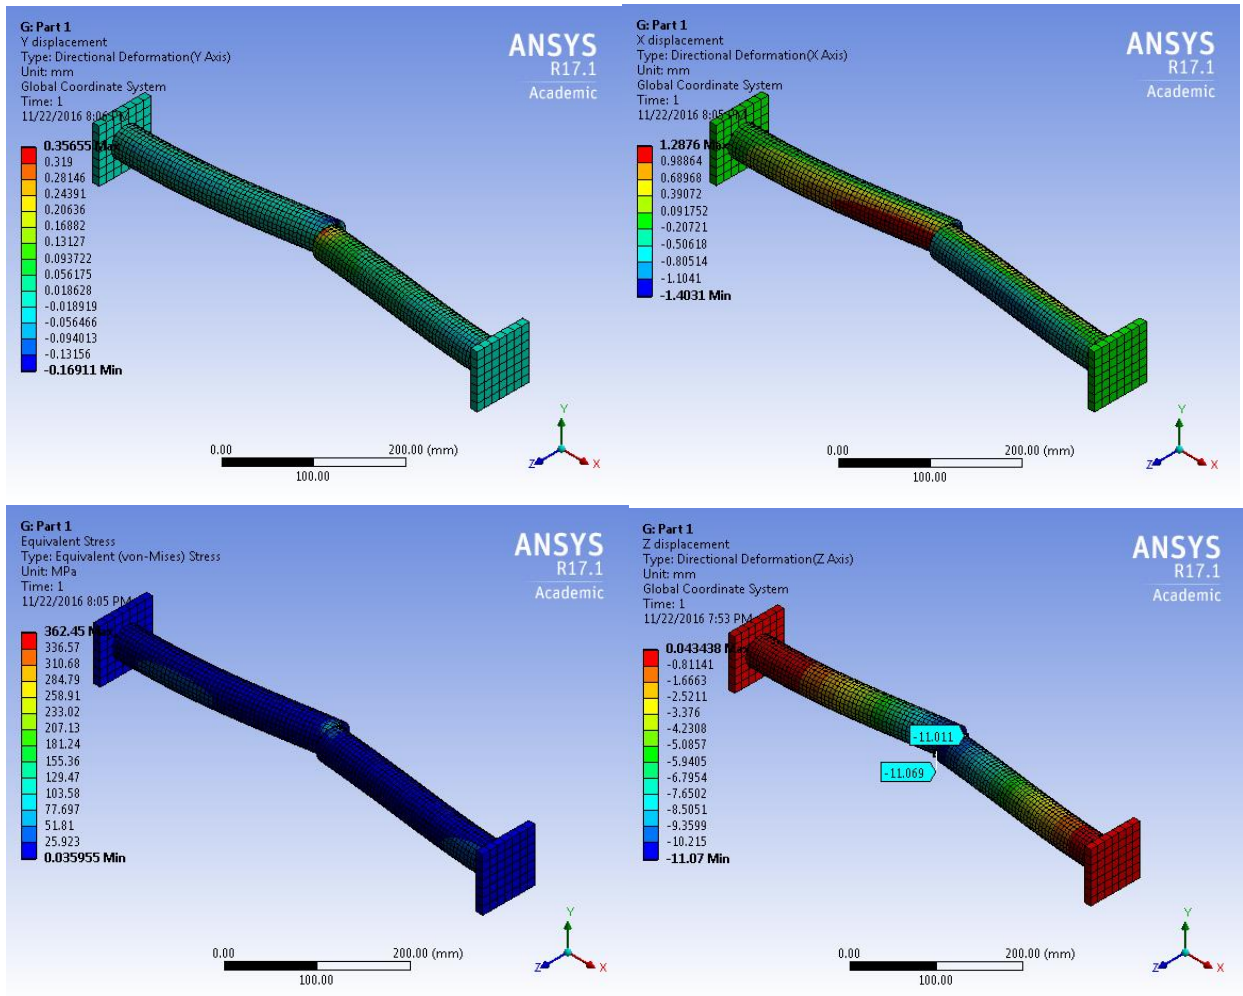 G: Part 1
Y displacement
Type: Directional Deformation(Y Axis)
Unit: mm
Global Coordinate System
Time: 1
11/22/2016 8:06 PM
ANSYS
R17.1
Academic
0.35655 Max
0.319
0.28146
0.24391
0.20636
0.16882
0.13127
0.093722
0.056175
0.018628
-0.018919
-0.056466
-0.094013
-0.13156
-0.16911 Min
0.00
200.00 (mm)
100.00
Y
Z
X
G: Part 1
X displacement
Type: Directional Deformation(X Axis)
Unit: mm
Global Coordinate System
Time: 1
11/22/2016 8:05 PM
ANSYS
R17.1
Academic
1.2876 Max
0.98864
0.68968
0.39072
0.091752
-0.20721
-0.50618
-0.80514
-1.1041
-1.4031 Min
0.00
200.00 (mm)
100.00
Y
Z
X
G: Part 1
Equivalent Stress
Type: Equivalent (von-Mises) Stress
Unit: MPa
Time: 1
11/22/2016 8:05 PM
ANSYS
R17.1
Academic
362.45 Max
336.57
310.68
284.79
258.91
233.02
207.13
181.24
155.36
129.47
103.58
77.697
51.81
25.923
0.035955 Min
0.00
200.00 (mm)
100.00
Y
Z
X
G: Part 1
Z displacement
Type: Directional Deformation(Z Axis)
Unit: mm
Global Coordinate System
Time: 1
11/22/2016 7:53 PM
ANSYS
R17.1
Academic
0.043438 Max
-0.81141
-1.6663
-2.5211
-3.376
-4.2308
-5.0857
-5.9405
-6.7954
-7.6502
-8.5051
-9.3599
-10.215
-11.07 Min
-11.011
-11.069
0.00
200.00 (mm)
100.00
Y
Z
X